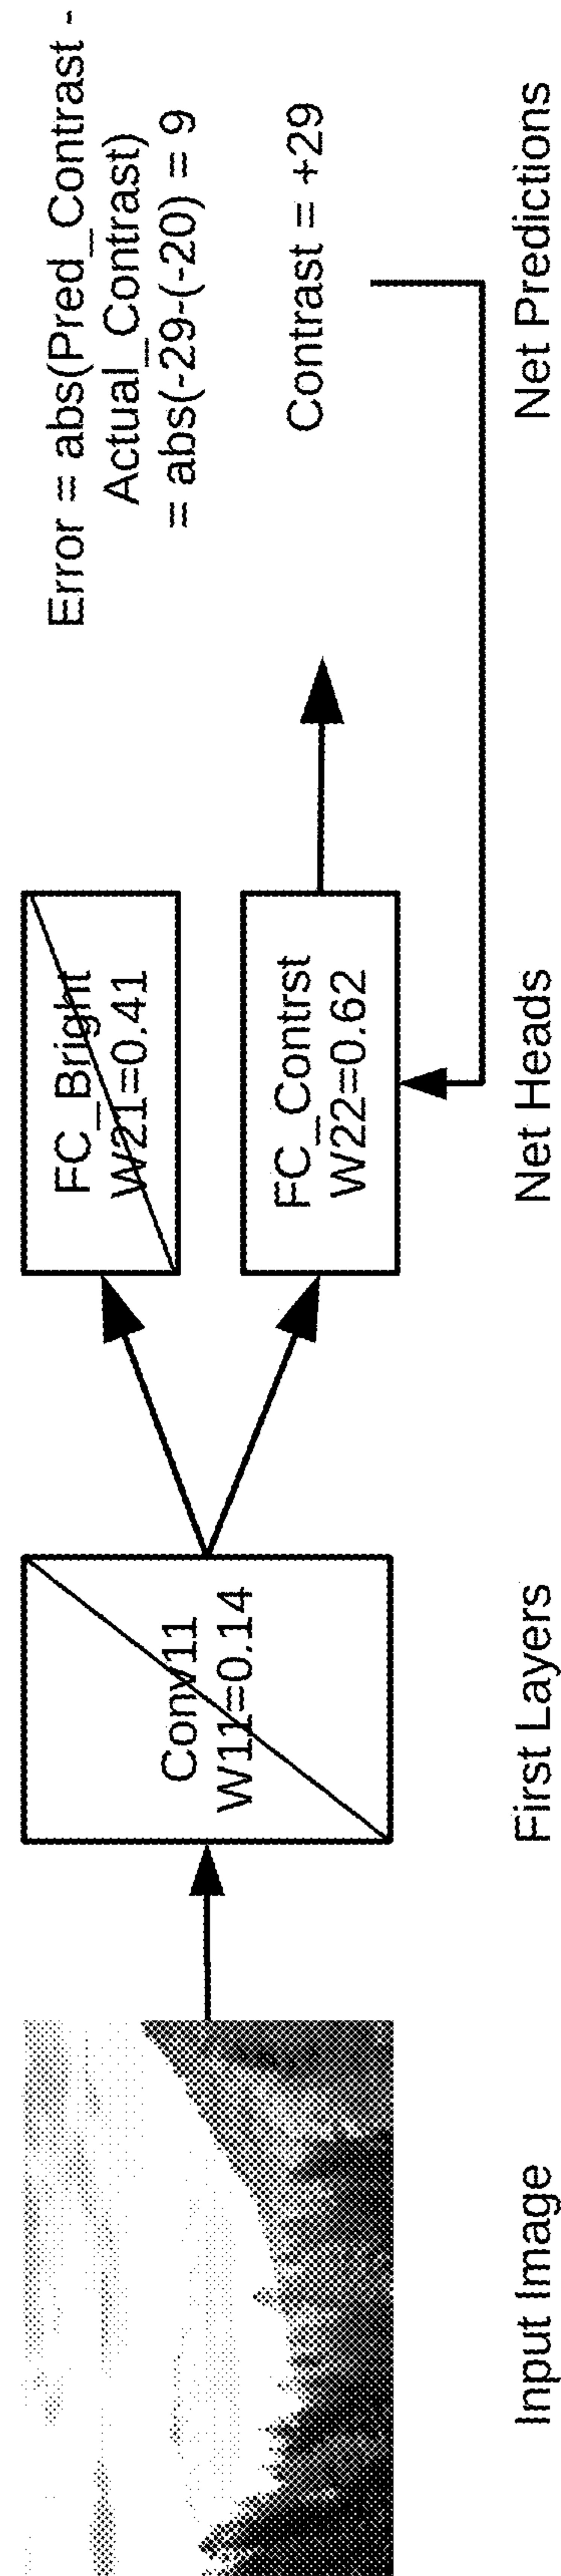 Conv11
W11=0.14
FC_Bright
W21=0.41
FC_Contrst
W22=0.62
Error = abs(Pred_Contrast -
Actual_Contrast)
= abs(-29-(-20) = 9
Contrast = +29
Input Image
First Layers
Net Heads
Net Predictions